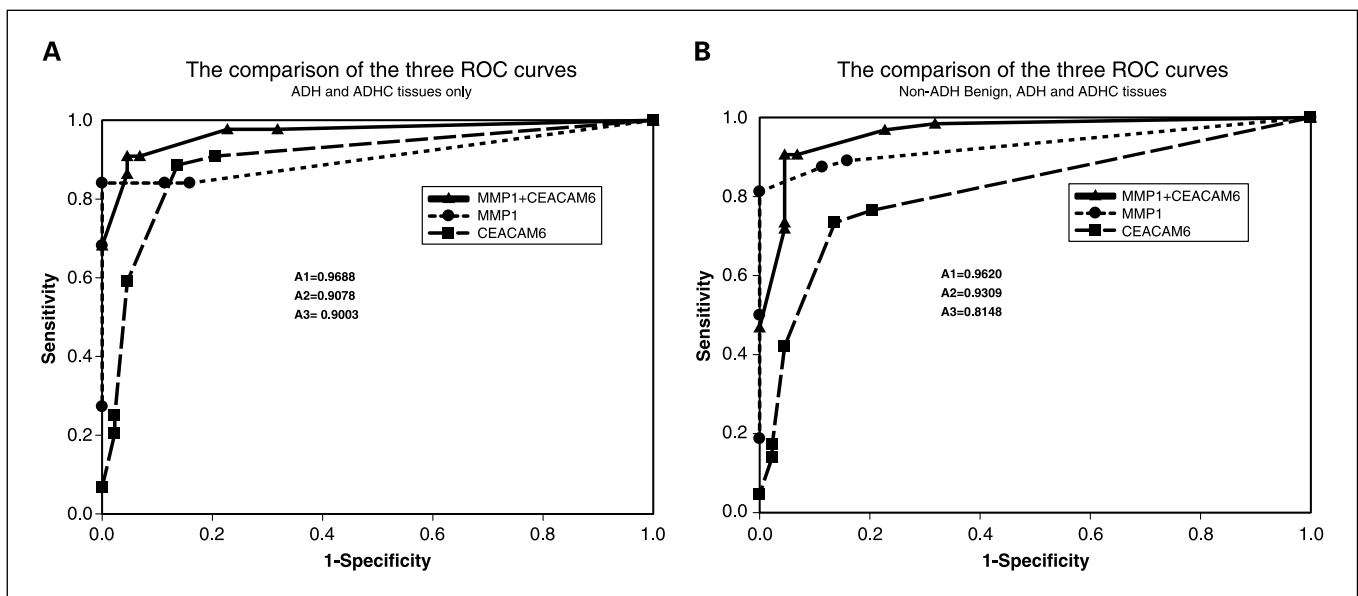 A
The comparison of the three ROC curves
ADH and ADHC tissues only
1.0
0.8
0.6
0.4
0.2
0.0
Sensitivity
MMP1+CEACAM6
MMP1
CEACAM6
A1=0.9688
A2=0.9078
A3= 0.9003
0.0 0.2 0.4 0.6 0.8 1.0
1-Specificity
B
The comparison of the three ROC curves
Non-ADH Benign, ADH and ADHC tissues
1.0
0.8
0.6
0.4
0.2
0.0
Sensitivity
MMP1+CEACAM6
MMP1
CEACAM6
A1=0.9620
A2=0.9309
A3=0.8148
0.0 0.2 0.4 0.6 0.8 1.0
1-Specificity